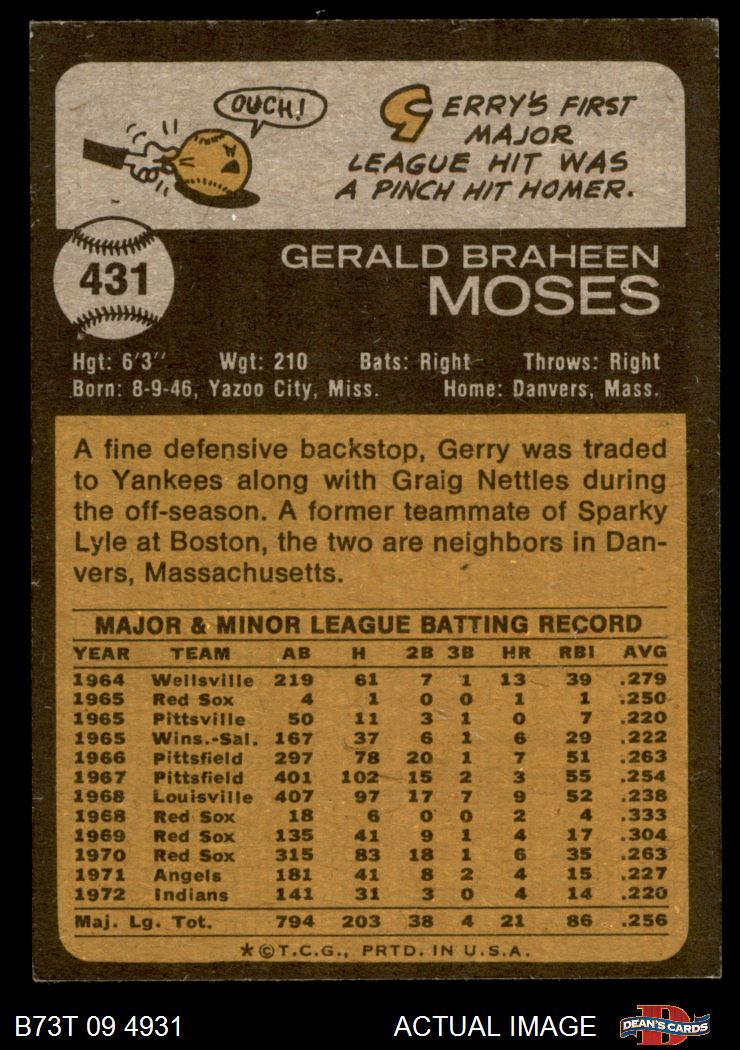 OUCH!
GERRY'S FIRST
MAJOR
LEAGUE HIT WAS
A PINCH HIT HOMER.
431
GERALD BRAHEEN
MOSES
Hgt: 6'3" Wgt: 210 Bats: Right Throws: Right
Born: 8-9-46, Yazoo City, Miss. Home: Danvers, Mass.
A fine defensive backstop, Gerry was traded
to Yankees along with Graig Nettles during
the off-season. A former teammate of Sparky
Lyle at Boston, the two are neighbors in Dan-
vers, Massachusetts.
MAJOR & MINOR LEAGUE BATTING RECORD
YEAR TEAM AB H 2B 3B HR RBI AVG
1964 Wellsville 219 61 7 1 13 39 .279
1965 Red Sox 4 1 0 0 1 1 .250
1965 Pittsville 50 11 3 1 0 7 .220
1965 Wins.-Sal. 167 37 6 1 6 29 .222
1966 Pittsfield 297 78 20 1 7 51 .263
1967 Pittsfield 401 102 15 2 3 55 .254
1968 Louisville 407 97 17 7 9 52 .238
1968 Red Sox 18 6 0 0 2 4 .333
1969 Red Sox 135 41 9 1 4 17 .304
1970 Red Sox 315 83 18 1 6 35 .263
1971 Angels 181 41 8 2 4 15 .227
1972 Indians 141 31 3 0 4 14 .220
Maj. Lg. Tot. 794 203 38 4 21 86 .256
*©T.C.G., PRTD. IN U.S.A.
B73T 09 4931 ACTUAL IMAGE D DEAN'S CARDS